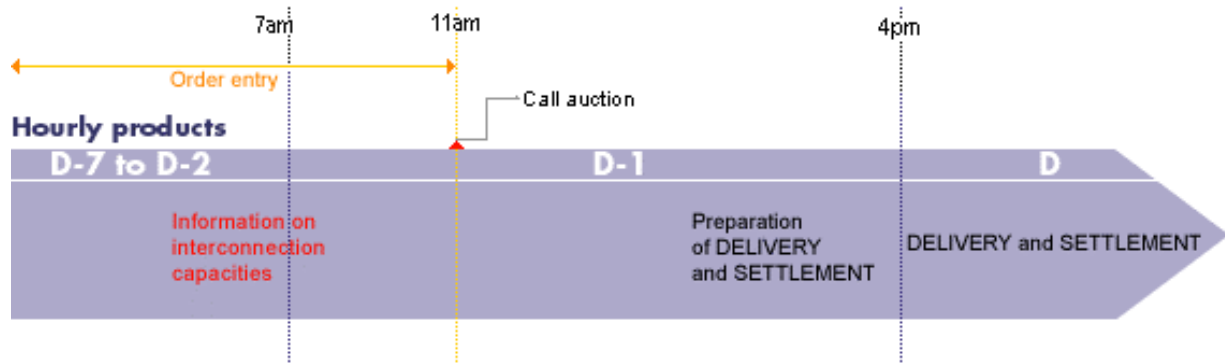 7am
11am
4pm
Order entry
Call auction
Hourly products
D-7 to D-2
D-1
D
Information on
interconnection
capacities
Preparation
of DELIVERY
and SETTLEMENT
DELIVERY and SETTLEMENT